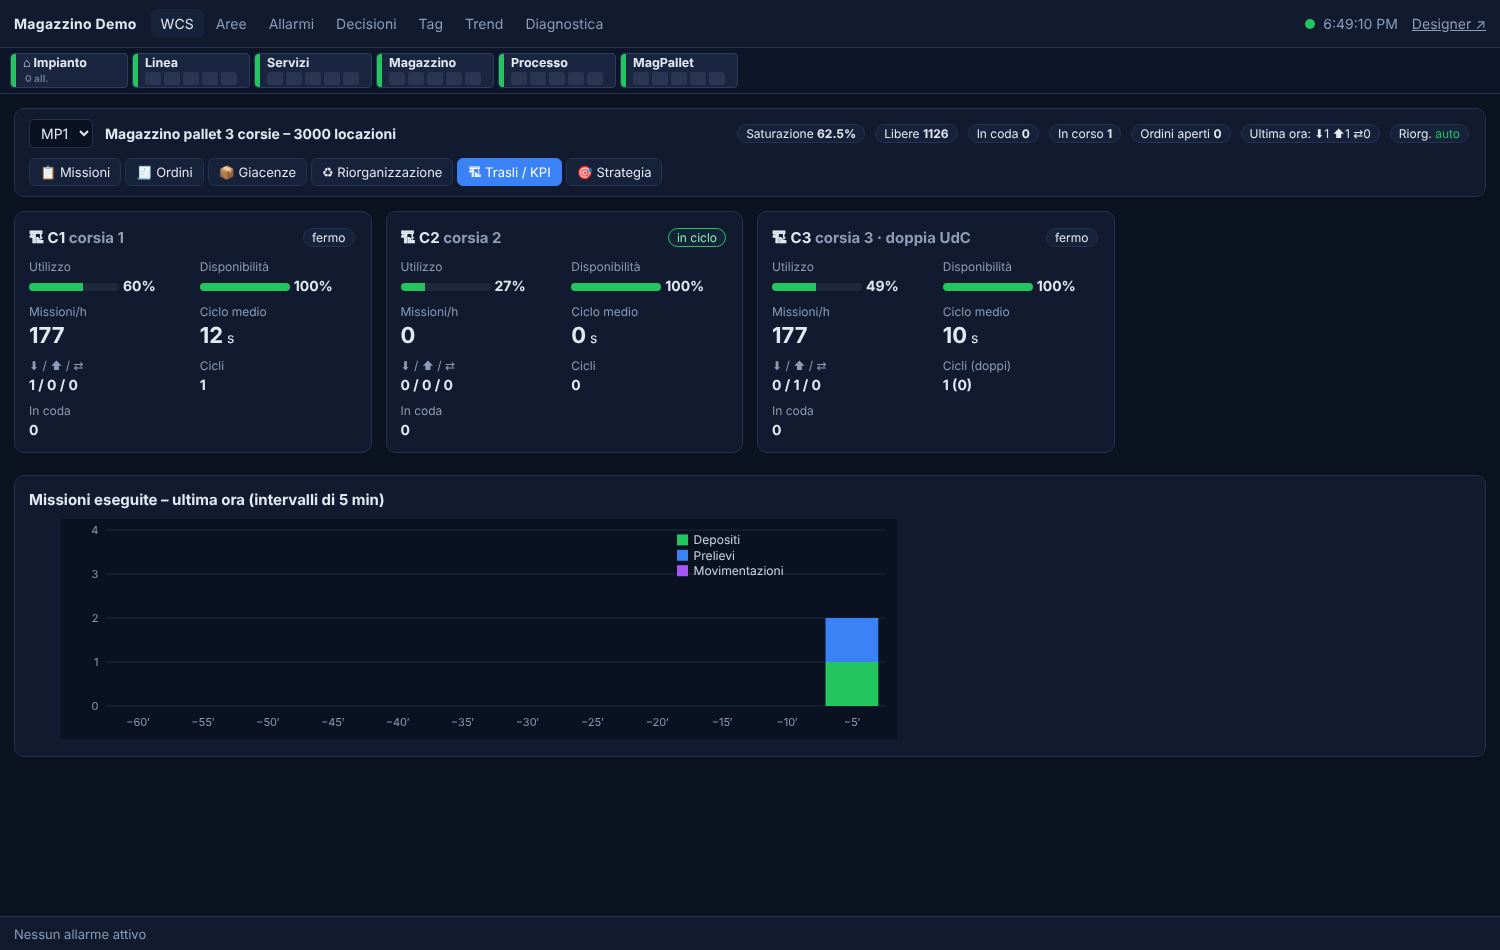 Magazzino Demo WCS Aree Allarmi Decisioni Tag Trend Diagnostica 6:49:10 PM Designer ↗
⌂ Impianto Linea Servizi Magazzino Processo MagPallet
0 all.
MP1 Magazzino pallet 3 corsie – 3000 locazioni Saturazione 62.5% Libere 1126 In coda 0 In corso 1 Ordini aperti 0 Ultima ora: ⬇1 ⬆1 ⇄0 Riorg. auto
📋 Missioni 🧾 Ordini 📦 Giacenze ♻ Riorganizzazione 🏗 Trasli / KPI 🎯 Strategia
🏗 C1 corsia 1 fermo
Utilizzo Disponibilità
60% 100%
Missioni/h Ciclo medio
177 12 s
⬇ / ⬆ / ⇄ Cicli
1 / 0 / 0 1
In coda
0
🏗 C2 corsia 2 in ciclo
Utilizzo Disponibilità
27% 100%
Missioni/h Ciclo medio
0 0 s
⬇ / ⬆ / ⇄ Cicli
0 / 0 / 0 0
In coda
0
🏗 C3 corsia 3 · doppia UdC fermo
Utilizzo Disponibilità
49% 100%
Missioni/h Ciclo medio
177 10 s
⬇ / ⬆ / ⇄ Cicli (doppi)
0 / 1 / 0 1 (0)
In coda
0
Missioni eseguite – ultima ora (intervalli di 5 min)
4
Depositi
Prelievi
Movimentazioni
3
2
1
0
−60′ −55′ −50′ −45′ −40′ −35′ −30′ −25′ −20′ −15′ −10′ −5′
Nessun allarme attivo